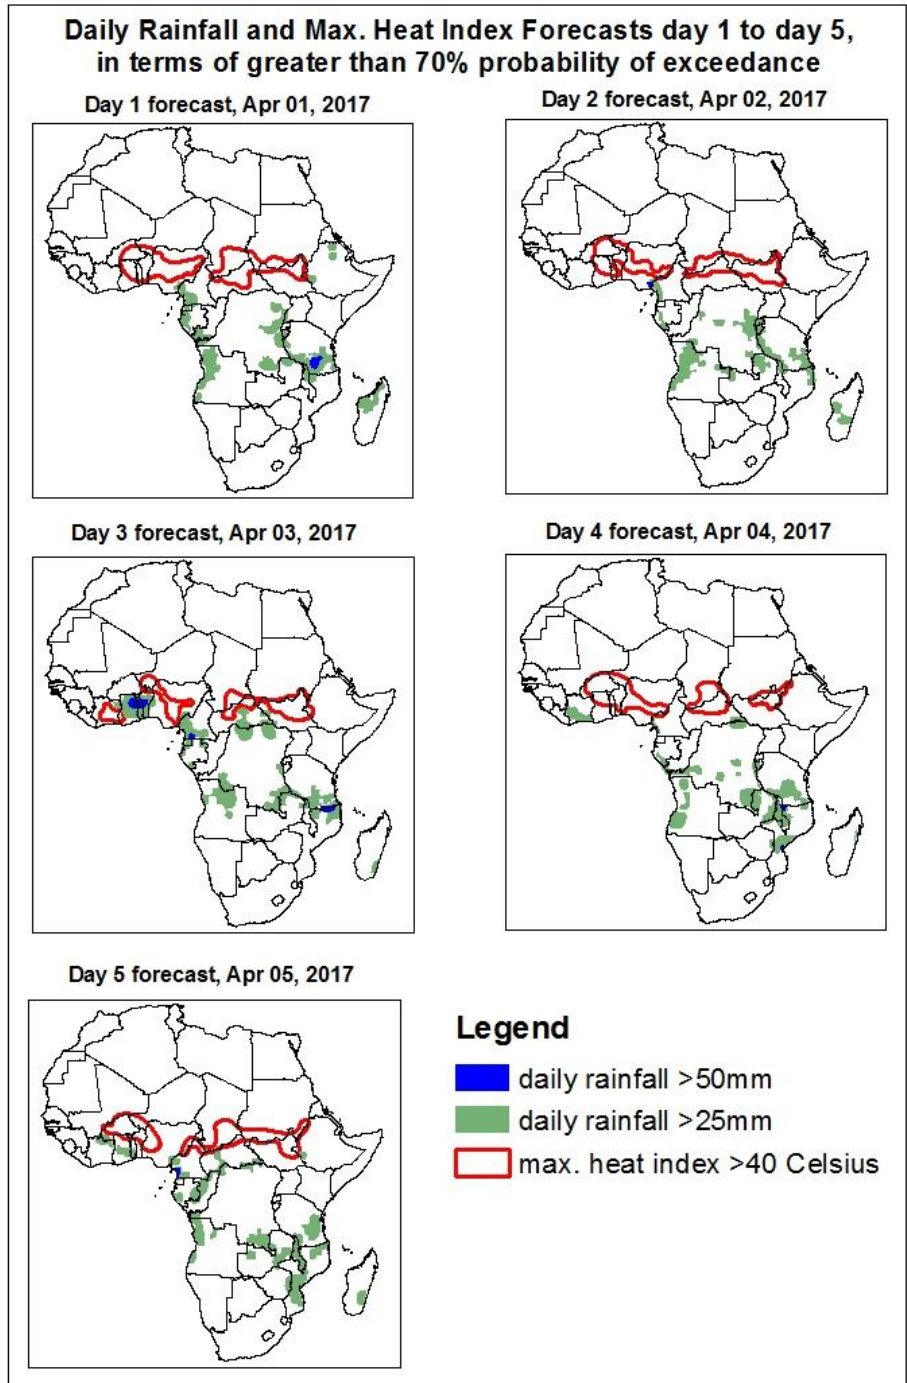 Daily Rainfall and Max. Heat Index Forecasts day 1 to day 5,
in terms of greater than 70% probability of exceedance
Day 1 forecast, Apr 01, 2017
Day 2 forecast, Apr 02, 2017
Day 3 forecast, Apr 03, 2017
Day 4 forecast, Apr 04, 2017
Day 5 forecast, Apr 05, 2017
Legend
daily rainfall >50mm
daily rainfall >25mm
max. heat index >40 Celsius